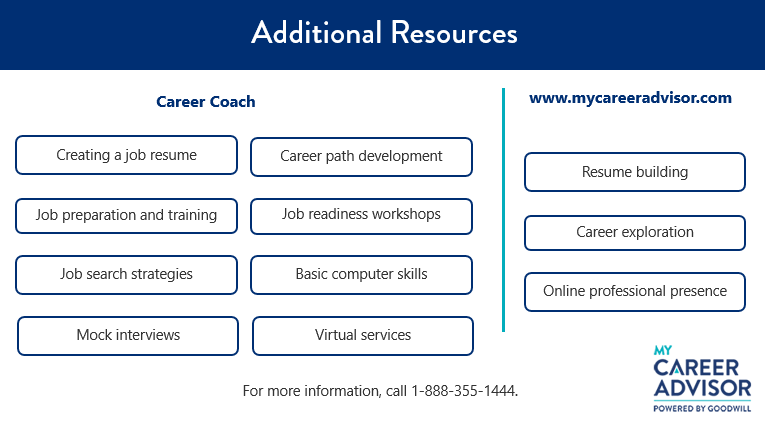 Additional Resources
Career Coach
Creating a job resume
Career path development
Job preparation and training
Job readiness workshops
Job search strategies
Basic computer skills
Mock interviews
Virtual services
www.mycareeradvisor.com
Resume building
Career exploration
Online professional presence
For more information, call 1-888-355-1444.
MY
CAREER
ADVISOR
POWERED BY GOODWILL